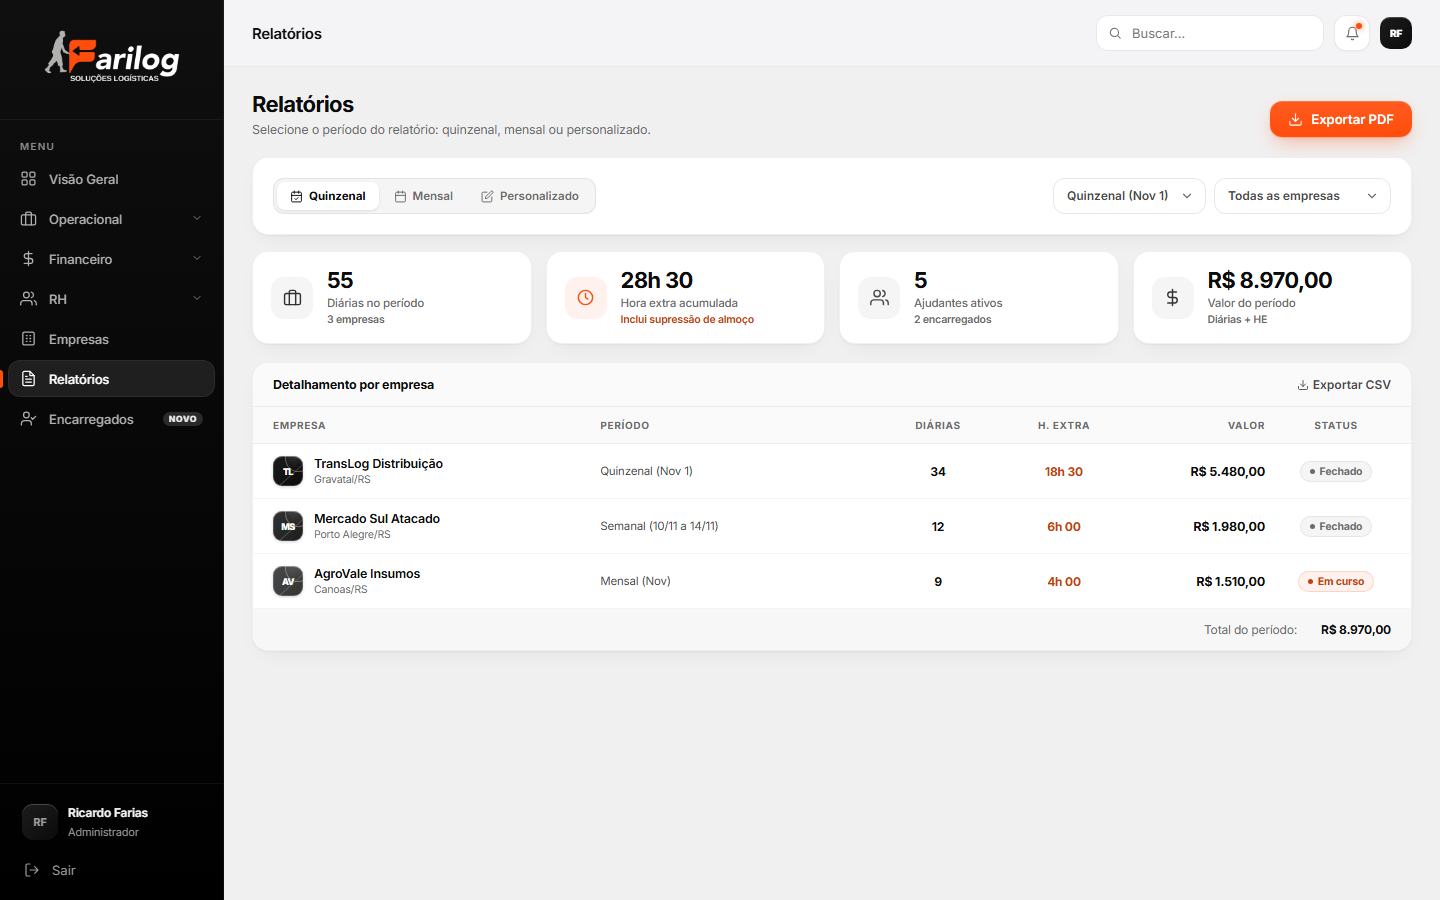 Farilog
SOLUÇÕES LOGÍSTICAS
MENU
Visão Geral
Operacional
Financeiro
RH
Empresas
Relatórios
Encarregados NOVO
RF
Ricardo Farias
Administrador
Sair
Relatórios
Buscar...
RF
Relatórios
Selecione o período do relatório: quinzenal, mensal ou personalizado.
Exportar PDF
Quinzenal Mensal Personalizado
Quinzenal (Nov 1) Todas as empresas
55
Diárias no período
3 empresas
28h 30
Hora extra acumulada
Inclui supressão de almoço
5
Ajudantes ativos
2 encarregados
R$ 8.970,00
Valor do período
Diárias + HE
Detalhamento por empresa
Exportar CSV
EMPRESA PERÍODO DIÁRIAS H. EXTRA VALOR STATUS
TL TransLog Distribuição Quinzenal (Nov 1) 34 18h 30 R$ 5.480,00 Fechado
Gravataí/RS
MS Mercado Sul Atacado Semanal (10/11 a 14/11) 12 6h 00 R$ 1.980,00 Fechado
Porto Alegre/RS
AV AgroVale Insumos Mensal (Nov) 9 4h 00 R$ 1.510,00 Em curso
Canoas/RS
Total do período: R$ 8.970,00